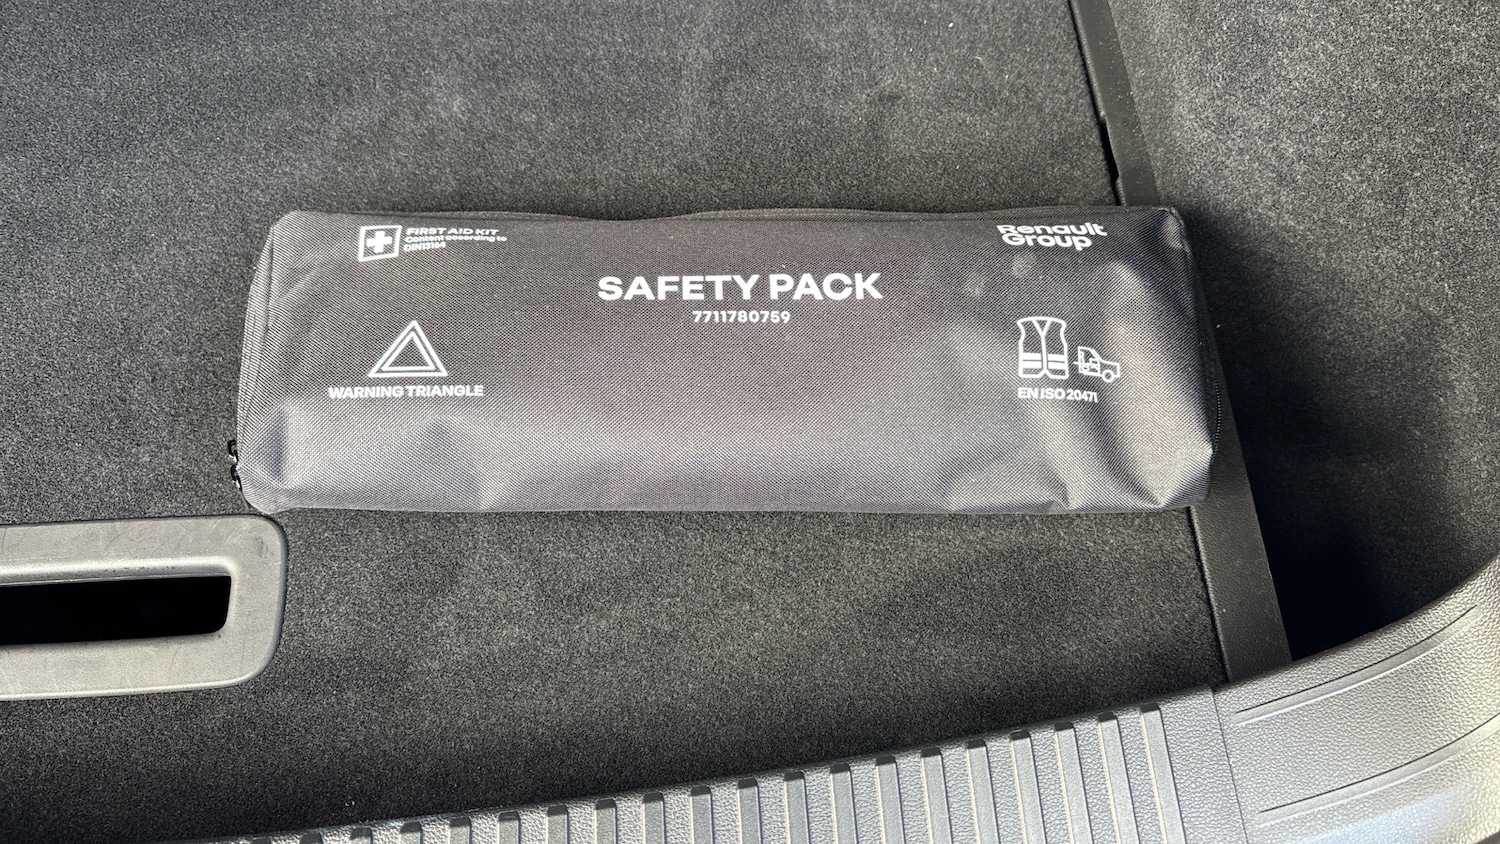 FIRST AID KIT
Content according to
DIN13164
Renault
Group
SAFETY PACK
7711780759
WARNING TRIANGLE
EN ISO 20471